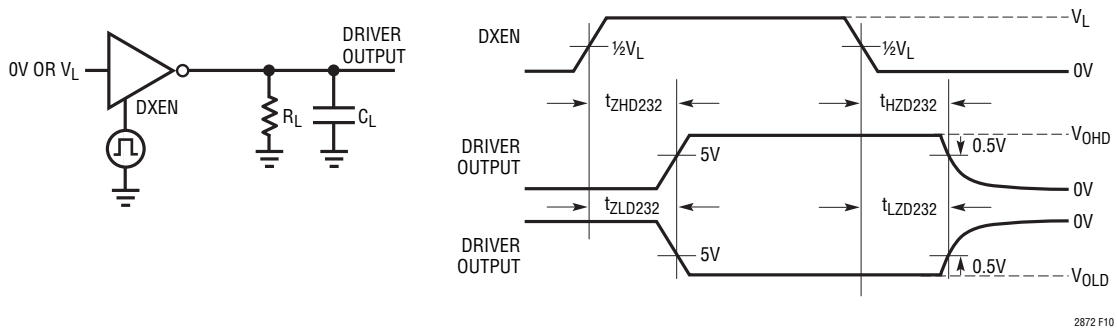 0V OR VL
DXEN
DRIVER
OUTPUT
RL
CL
DXEN
½VL
½VL
VL
0V
tZHD232
tHZD232
DRIVER
OUTPUT
5V
VOHD
0.5V
0V
tZLD232
tLZD232
0V
DRIVER
OUTPUT
5V
0.5V
VOLD
2872 F10